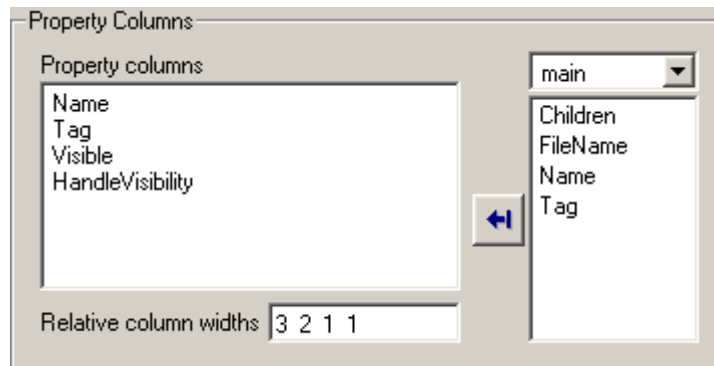 Property Columns
Property columns
Name
Tag
Visible
HandleVisibility
Relative column widths 3 2 1 1
main
Children
FileName
Name
Tag